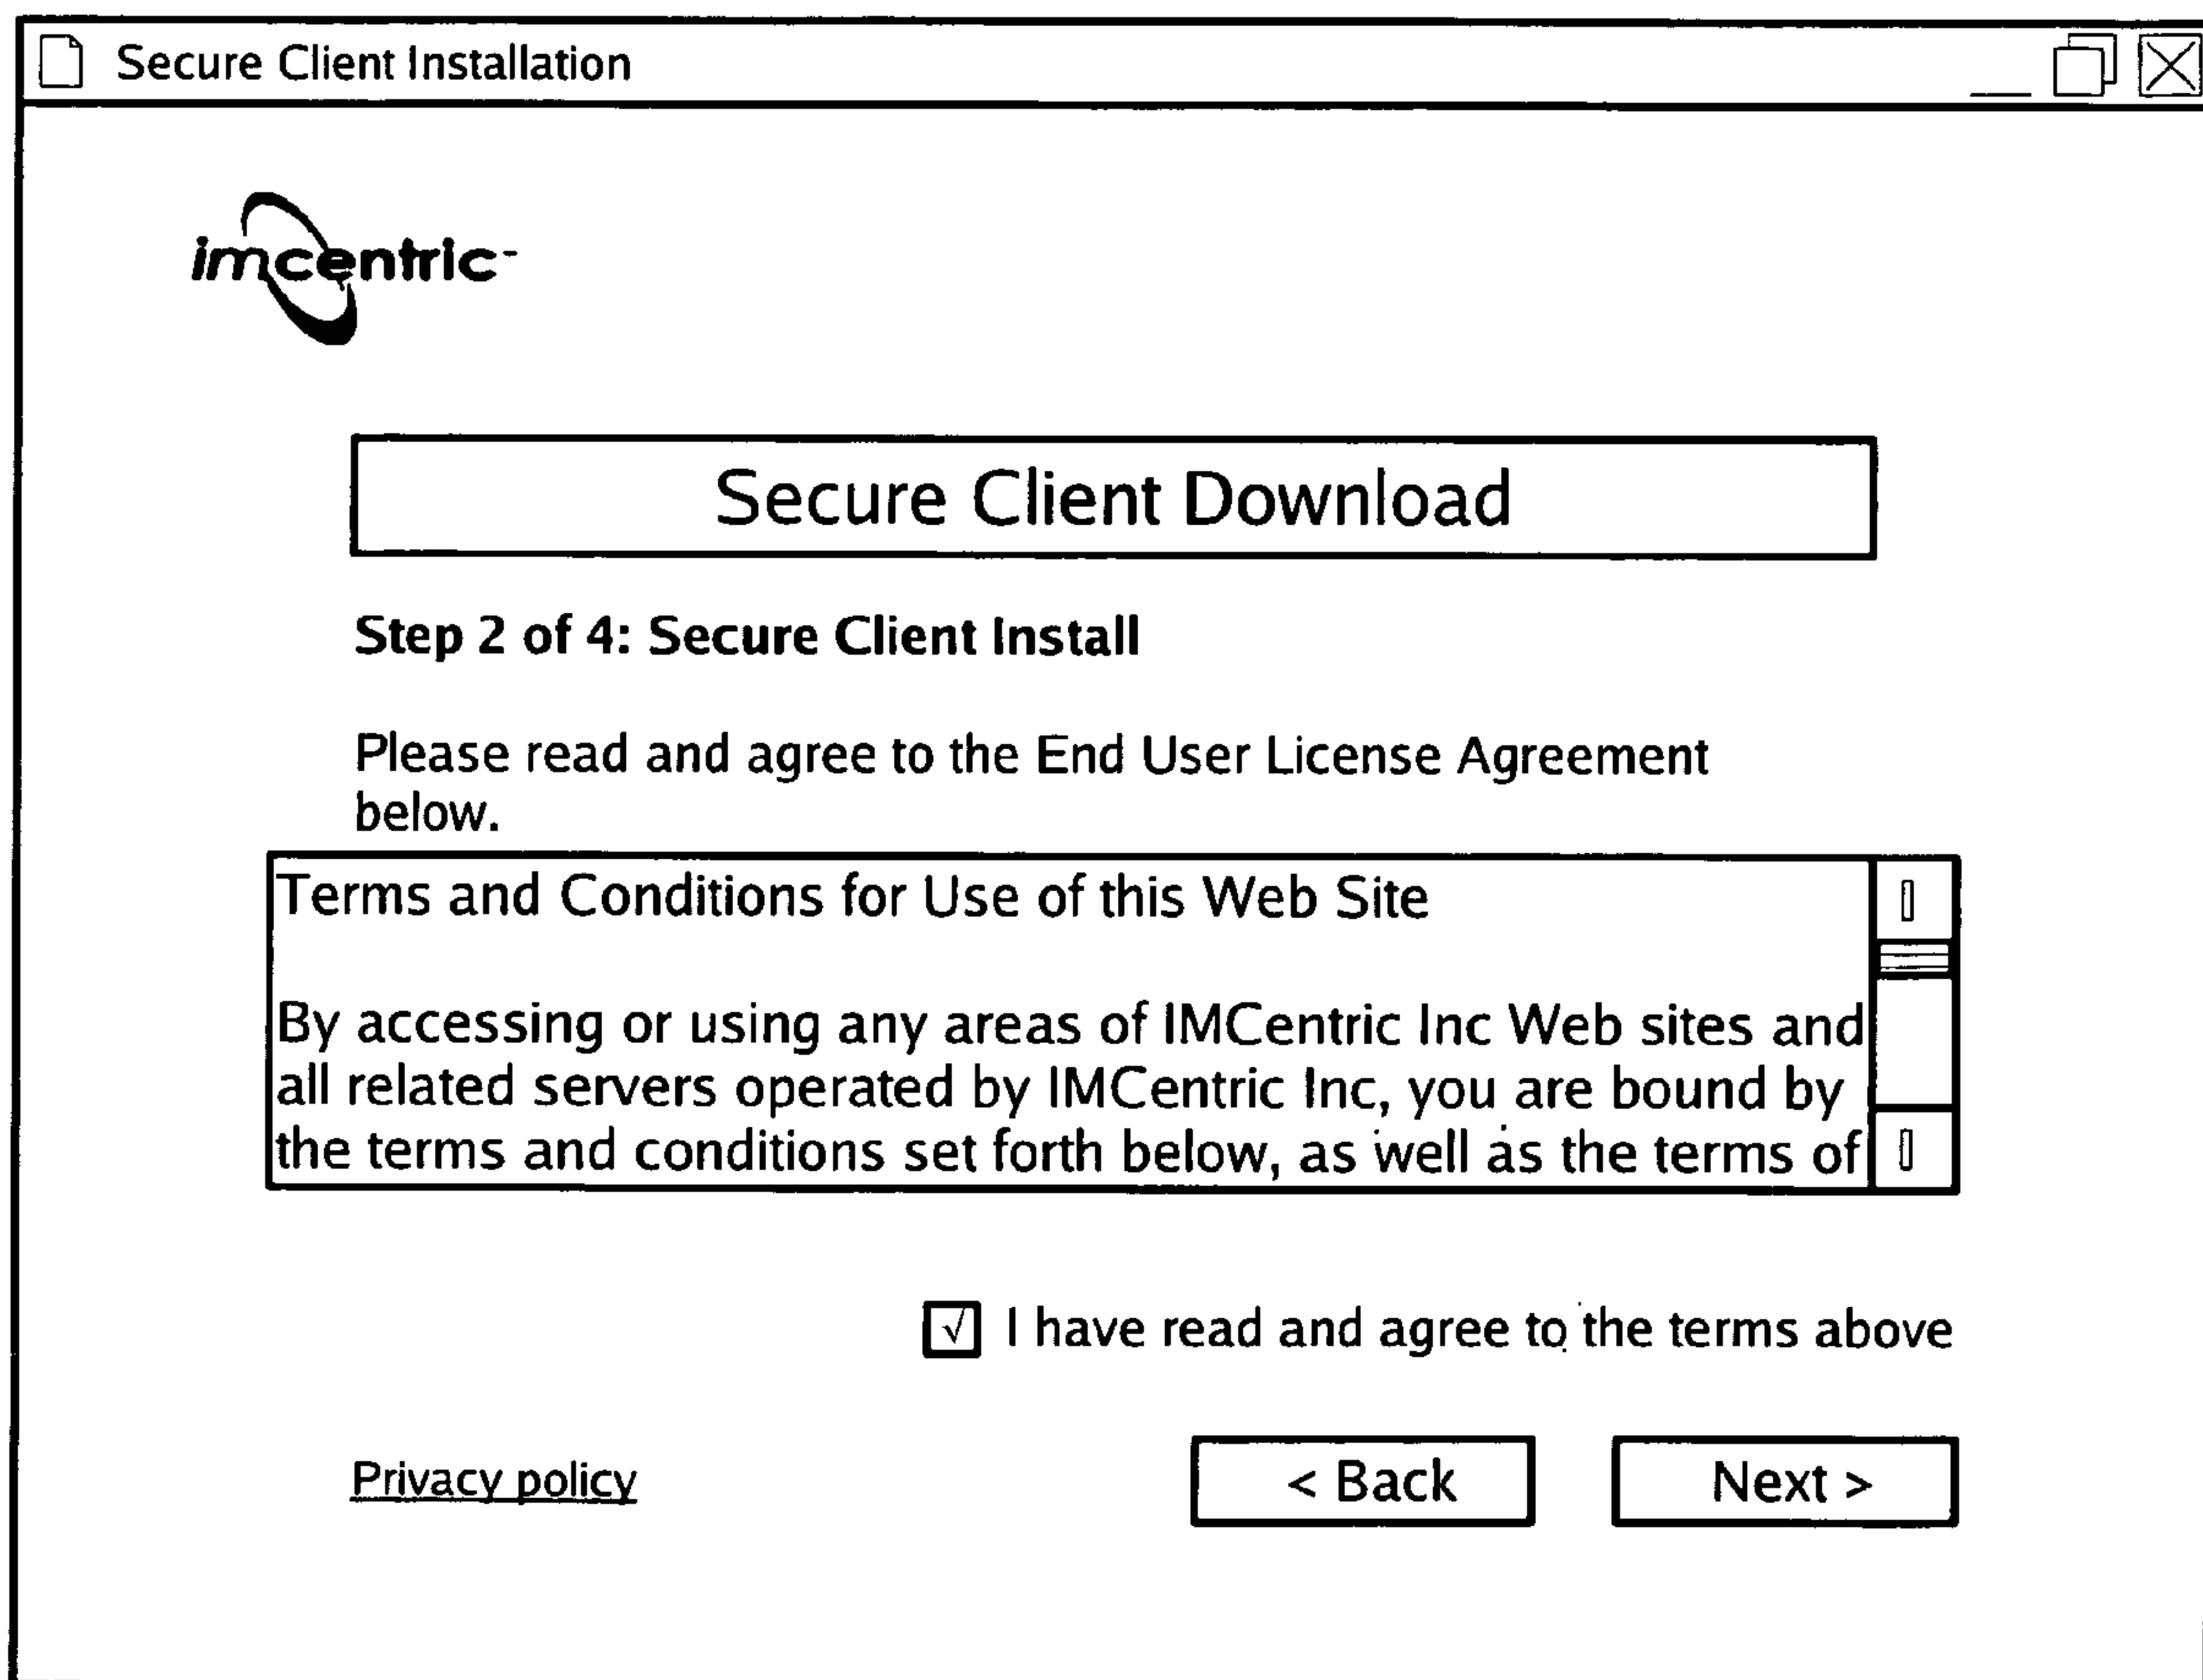 Secure Client Installation
imcentric
Secure Client Download
Step 2 of 4: Secure Client Install
Please read and agree to the End User License Agreement
below.
Terms and Conditions for Use of this Web Site
By accessing or using any areas of IMCentric Inc Web sites and
all related servers operated by IMCentric Inc, you are bound by
the terms and conditions set forth below, as well as the terms of
√ I have read and agree to the terms above
Privacy policy
< Back
Next >